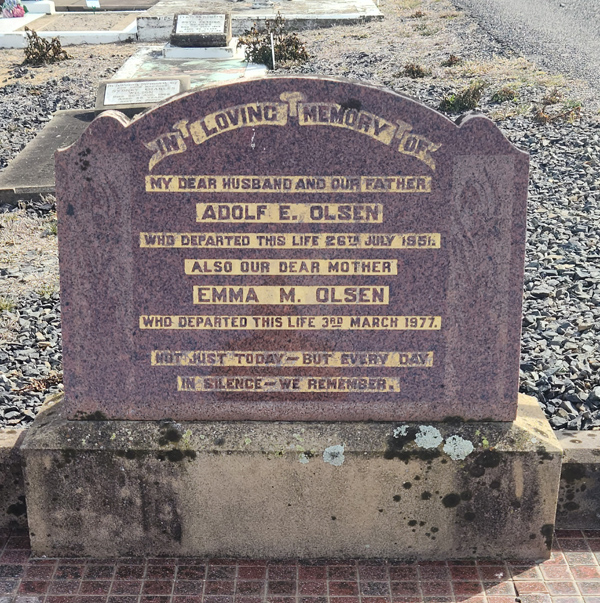 IN LOVING MEMORY OF
MY DEAR HUSBAND AND OUR FATHER
ADOLF E. OLSEN
WHO DEPARTED THIS LIFE 26TH JULY 1951.
ALSO OUR DEAR MOTHER
EMMA M. OLSEN
WHO DEPARTED THIS LIFE 3RD MARCH 1977.
NOT JUST TODAY – BUT EVERY DAY
IN SILENCE – WE REMEMBER.